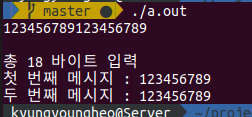 master ● ./a.out
123456789123456789
총 18 바이트 입력
첫 번째 메시지 : 123456789
두 번째 메시지 : 123456789
kyungyoungheo@Server ~/proje